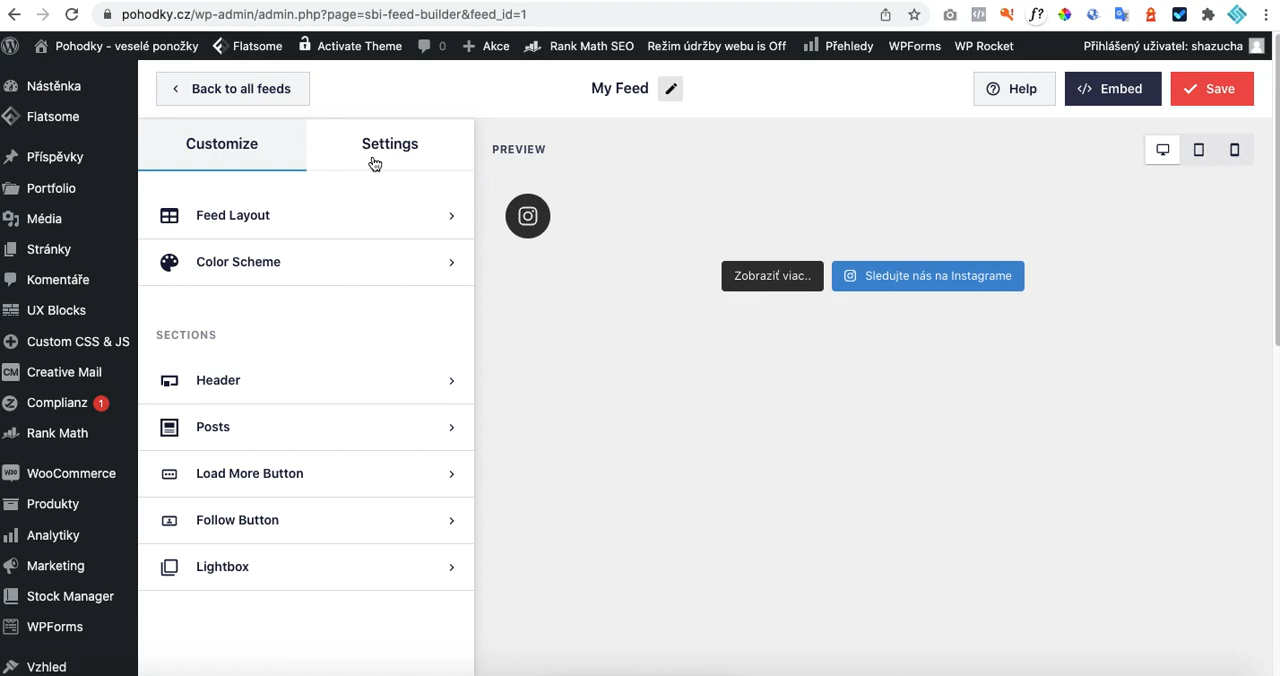 pohodky.cz/wp-admin/admin.php?page=sbi-feed-builder&feed_id=1
f?
Pohodky - veselé ponožky Flatsome Activate Theme 0 Akce Rank Math SEO Režim údržby webu is Off Přehledy WPForms WP Rocket Přihlášený uživatel: shazucha
Nástěnka
Flatsome
Příspěvky
Portfolio
Média
Stránky
Komentáře
UX Blocks
Custom CSS & JS
CM Creative Mail
Complianz 1
Rank Math
WooCommerce
Produkty
Analytiky
Marketing
Stock Manager
WPForms
Vzhled
Back to all feeds
My Feed
Help
Embed
Save
Customize
Settings
Feed Layout
Color Scheme
SECTIONS
Header
Posts
Load More Button
Follow Button
Lightbox
PREVIEW
Zobraziť viac..
Sledujte nás na Instagrame